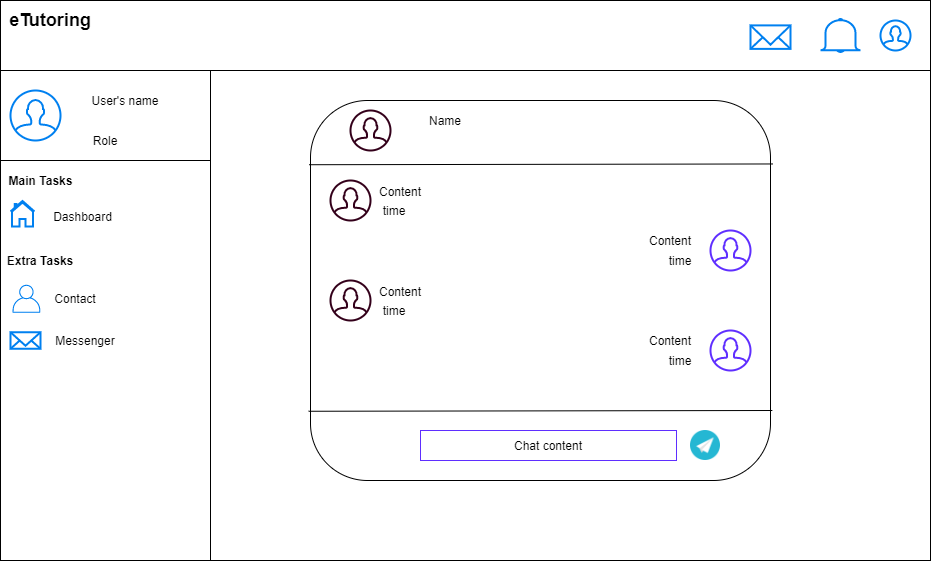 eTutoring
User's name
Role
Main Tasks
Dashboard
Extra Tasks
Contact
Messenger
Name
Content
time
Content
time
Content
time
Content
time
Chat content